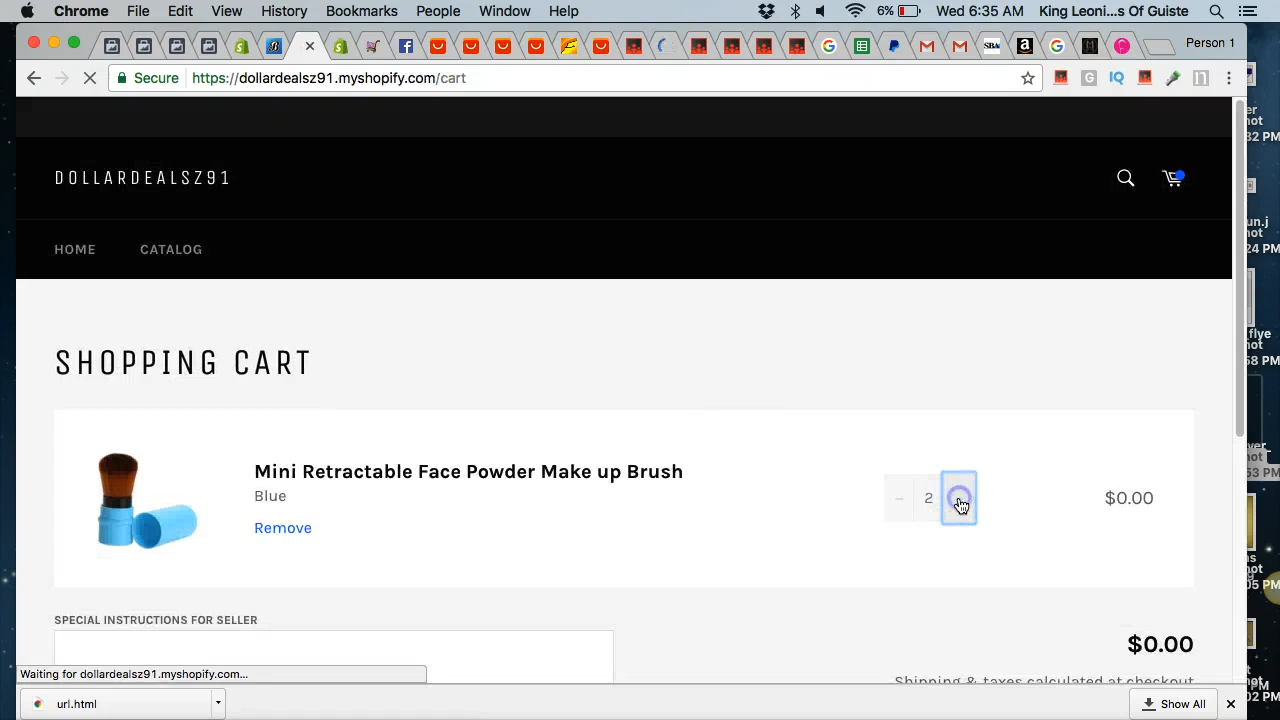 Chrome File Edit View History Bookmarks People Window Help 6% Wed 6:35 AM King Leoni...s Of Guiste
Person 1
Secure https://dollardealsz91.myshopify.com/cart
DOLLARDEALSZ91
HOME CATALOG
SHOPPING CART
Mini Retractable Face Powder Make up Brush
Blue
Remove
− 2
$0.00
SPECIAL INSTRUCTIONS FOR SELLER
$0.00
Shipping & taxes calculated at checkout
Waiting for dollardealsz91.myshopify.com...
url.html
Show All